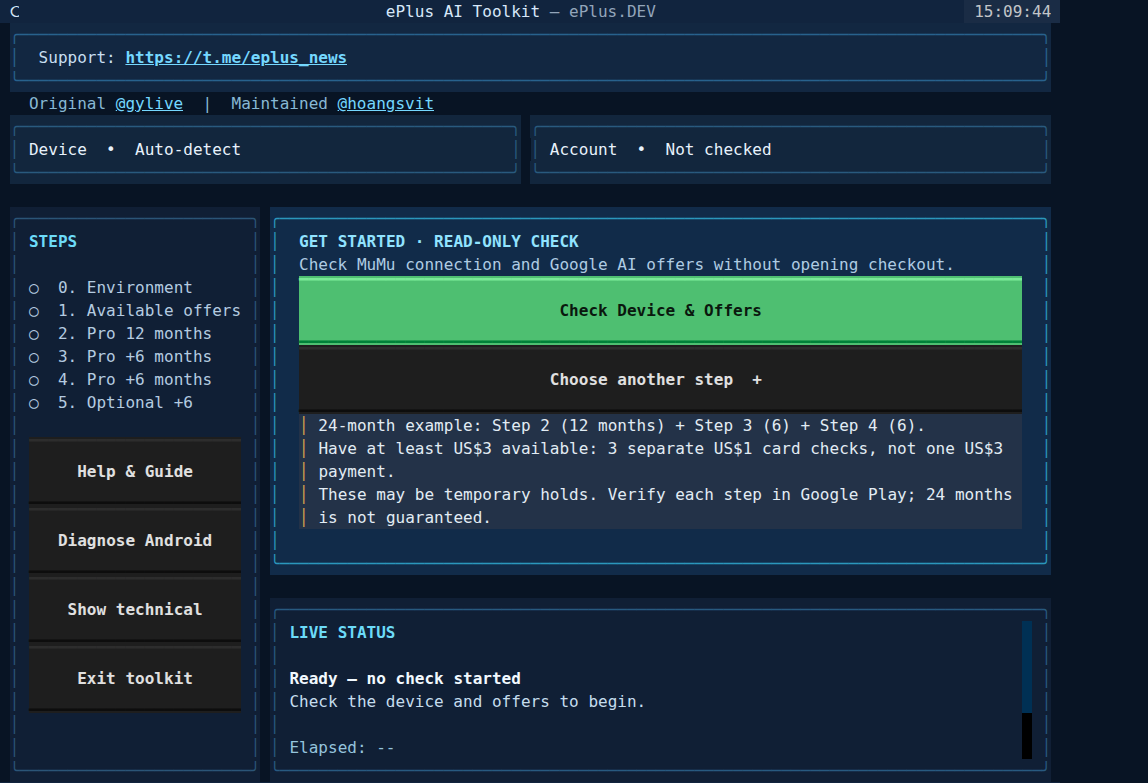 C ePlus AI Toolkit — ePlus.DEV 15:09:44
Support: https://t.me/eplus_news
Original @gylive | Maintained @hoangsvit
Device • Auto-detect
Account • Not checked
STEPS
○ 0. Environment
○ 1. Available offers
○ 2. Pro 12 months
○ 3. Pro +6 months
○ 4. Pro +6 months
○ 5. Optional +6
Help & Guide
Diagnose Android
Show technical
Exit toolkit
GET STARTED · READ-ONLY CHECK
Check MuMu connection and Google AI offers without opening checkout.
Check Device & Offers
Choose another step +
24-month example: Step 2 (12 months) + Step 3 (6) + Step 4 (6).
Have at least US$3 available: 3 separate US$1 card checks, not one US$3
payment.
These may be temporary holds. Verify each step in Google Play; 24 months
is not guaranteed.
LIVE STATUS
Ready — no check started
Check the device and offers to begin.
Elapsed: --